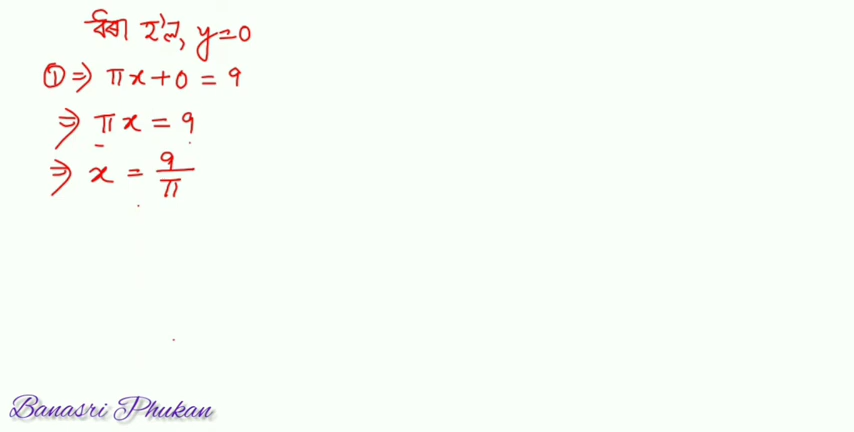 ধৰা হ'ল, y=0
① ⇒ πx + 0 = 9
⇒ πx = 9
⇒ x = 9/π
Banasri Phukan